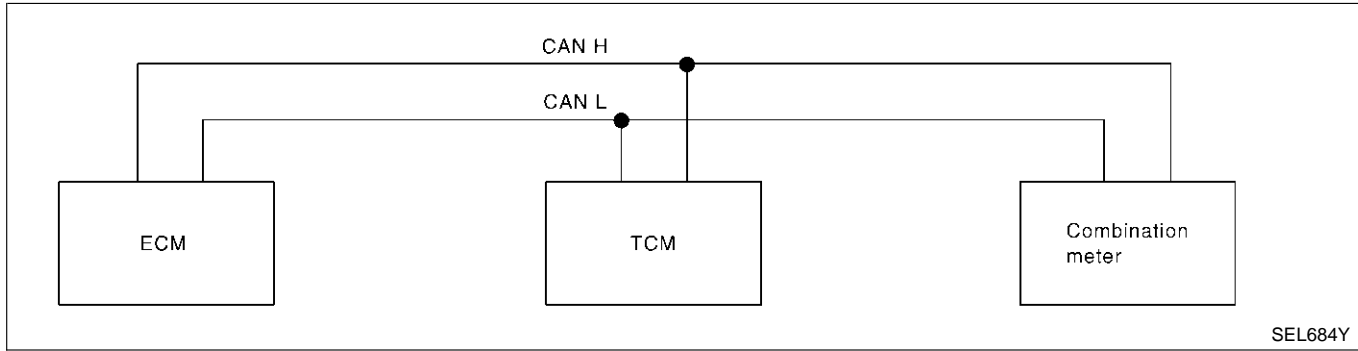 CAN H
CAN L
ECM
TCM
Combination
meter
SEL684Y